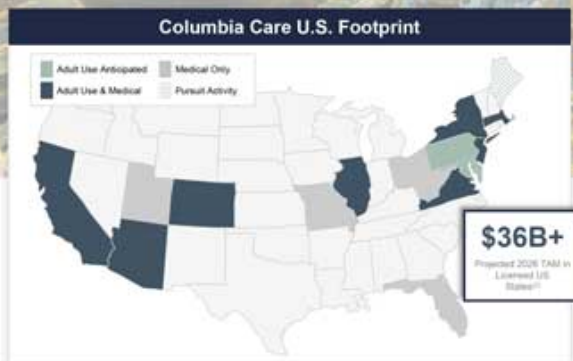 Columbia Care U.S. Footprint
Adult Use Anticipated
Medical Only
Adult Use & Medical
Pursuit Activity
$36B+
Projected 2026 TAM in
Licensed US
States